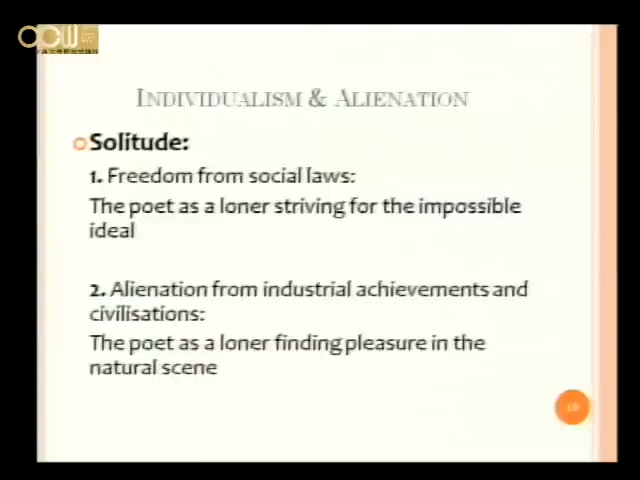 INDIVIDUALISM & ALIENATION
Solitude:
1. Freedom from social laws:
The poet as a loner striving for the impossible
ideal
2. Alienation from industrial achievements and
civilisations:
The poet as a loner finding pleasure in the
natural scene